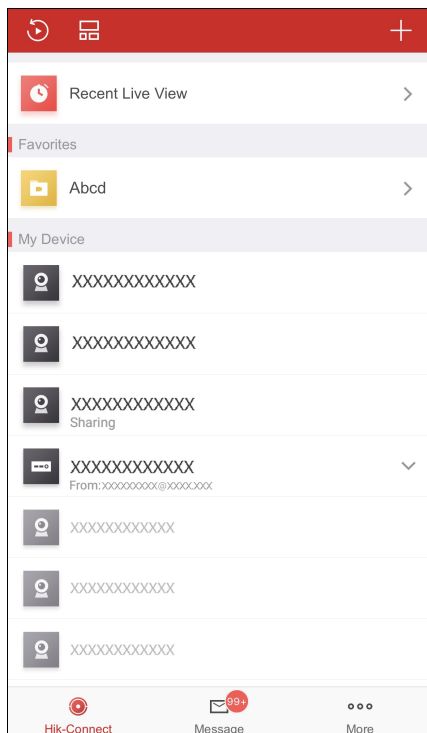 Recent Live View
Favorites
Abcd
My Device
XXXXXXXXXXXX
XXXXXXXXXXXX
XXXXXXXXXXXX
Sharing
XXXXXXXXXXXX
From:XXXXXXXXX@XXXX.XXX
XXXXXXXXXXXX
XXXXXXXXXXXX
XXXXXXXXXXXX
99+
Hik-Connect
Message
More